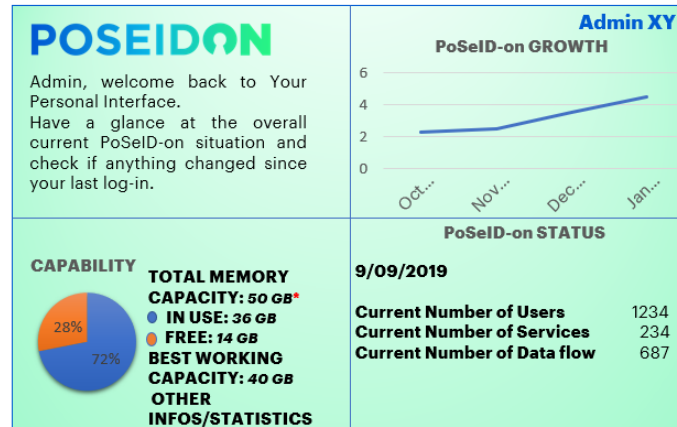 POSEIDON
Admin, welcome back to Your
Personal Interface.
Have a glance at the overall
current PoSeID-on situation and
check if anything changed since
your last log-in.
Admin XY
PoSeID-on GROWTH
6
4
2
0
Oct...
Nov...
Dec...
Jan...
CAPABILITY
28%
72%
TOTAL MEMORY
CAPACITY: 50 GB*
IN USE: 36 GB
FREE: 14 GB
BEST WORKING
CAPACITY: 40 GB
OTHER
INFOS/STATISTICS
PoSeID-on STATUS
9/09/2019
Current Number of Users 1234
Current Number of Services 234
Current Number of Data flow 687